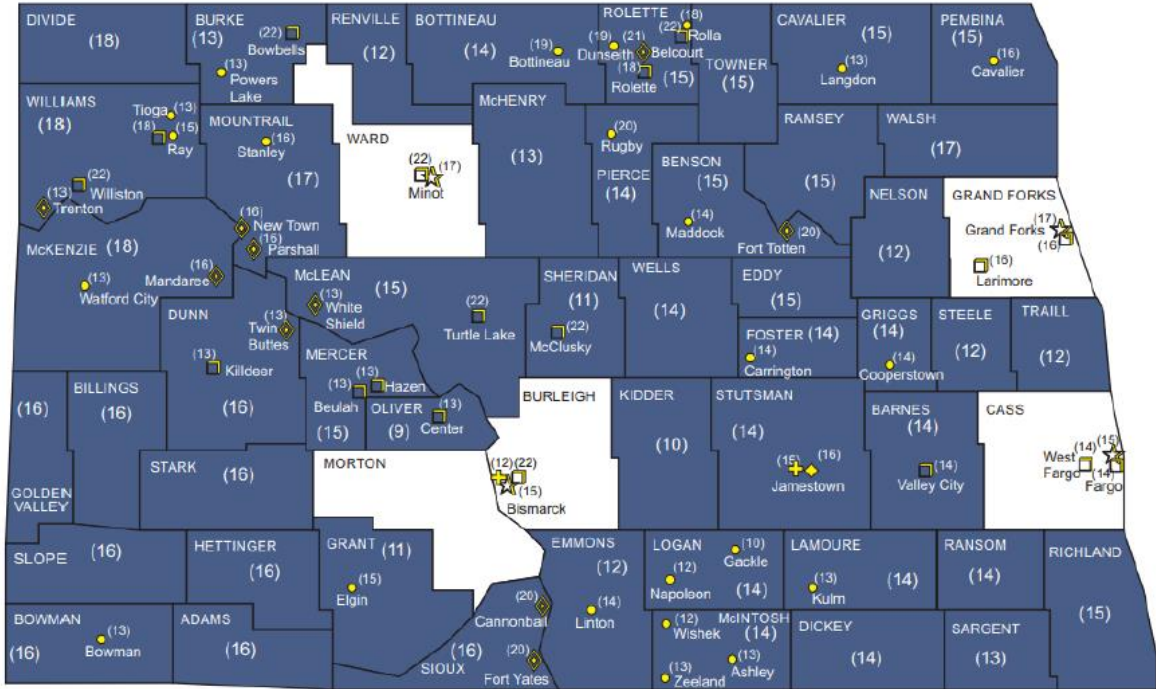 DIVIDE
(18)
BURKE
(13)
(22)
Bowbells
(13)
Powers
Lake
RENVILLE
(12)
BOTTINEAU
(14)
(19)
Bottineau
ROLETTE
(18)
(19)
(21)
(22)
Rolla
Dunseith
Belcourt
(18)
Rolette
(15)
TOWNER
(15)
CAVALIER
(15)
(13)
Langdon
PEMBINA
(15)
(16)
Cavalier
WILLIAMS
(18)
Tioga
(13)
(18)
(15)
Ray
(22)
Williston
(13)
Trenton
MOUNTRAIL
(16)
Stanley
(17)
(16)
New Town
(16)
Parshall
WARD
(22)
(17)
Minot
McHENRY
(13)
(20)
Rugby
PIERCE
(14)
BENSON
(15)
(14)
Maddock
RAMSEY
(15)
(20)
Fort Totten
WALSH
(17)
NELSON
(12)
GRAND FORKS
(17)
Grand Forks
(16)
(16)
Larimore
McKENZIE
(18)
(13)
Watford City
(16)
Mandaree
DUNN
(13)
Twin
Buttes
(13)
Killdeer
(16)
McLEAN
(15)
(13)
White
Shield
(22)
Turtle Lake
SHERIDAN
(11)
(22)
McClusky
WELLS
(14)
EDDY
(15)
FOSTER
(14)
(14)
Carrington
GRIGGS
(14)
(14)
Cooperstown
STEELE
(12)
TRAILL
(12)
MERCER
(13)
Hazen
(13)
Beulah
(15)
OLIVER
(9)
(13)
Center
BILLINGS
(16)
(16)
GOLDEN
VALLEY
STARK
(16)
MORTON
BURLEIGH
(12)
(22)
(15)
Bismarck
KIDDER
(10)
STUTSMAN
(14)
(15)
(16)
Jamestown
BARNES
(14)
(14)
Valley City
CASS
(15)
(14)
West
Fargo
(14)
Fargo
SLOPE
(16)
HETTINGER
(16)
GRANT
(11)
(15)
Elgin
EMMONS
(12)
(14)
Linton
LOGAN
(10)
Gackle
(12)
Napoleon
(14)
LAMOURE
(13)
Kulm
(14)
RANSOM
(14)
RICHLAND
(15)
BOWMAN
(13)
Bowman
(16)
ADAMS
(16)
(20)
Cannonball
(16)
SIOUX
(20)
Fort Yates
(12)
Wishek
McINTOSH
(14)
(13)
Ashley
(13)
Zeeland
DICKEY
(14)
SARGENT
(13)